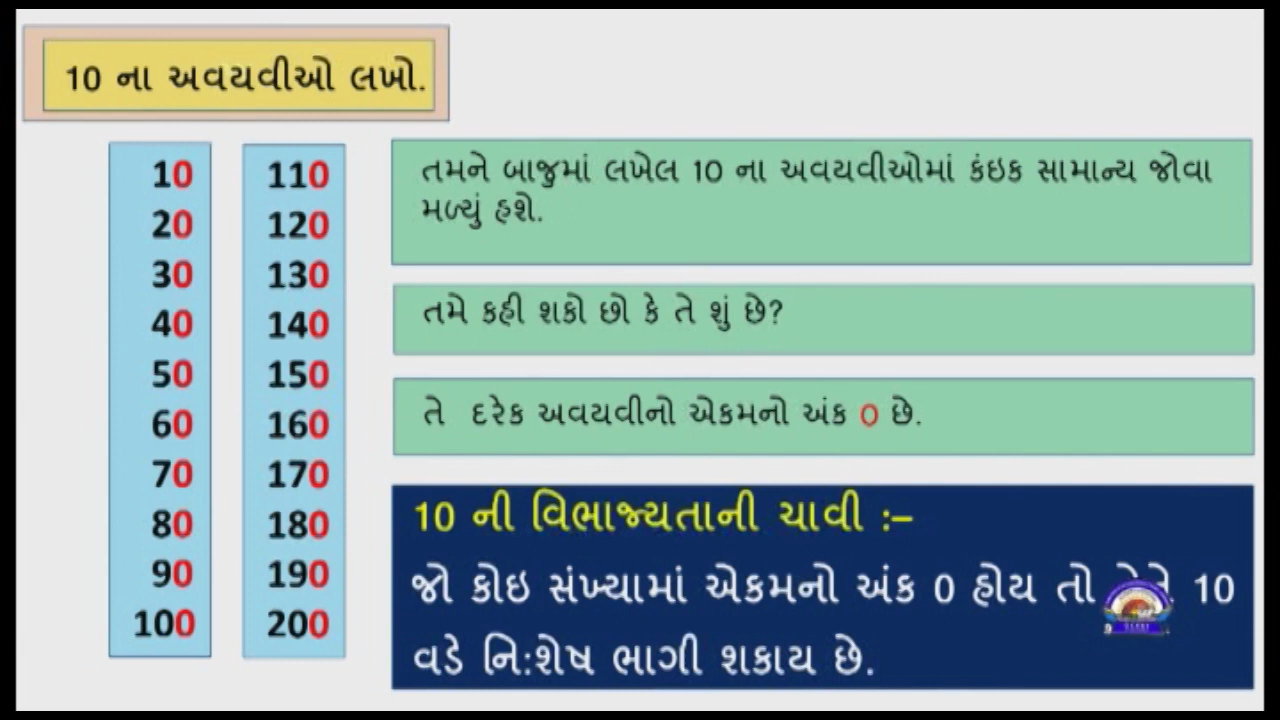 10 ના અવયવીઓ લખો.
10
20
30
40
50
60
70
80
90
100
110
120
130
140
150
160
170
180
190
200
તમને બાજુમાં લખેલ 10 ના અવયવીઓમાં કંઇક સામાન્ય જોવા
મળ્યું હશે.
તમે કહી શકો છો કે તે શું છે?
તે દરેક અવયવીનો એકમનો અંક 0 છે.
10 ની વિભાજ્યતાની ચાવી :–
જો કોઇ સંખ્યામાં એકમનો અંક 0 હોય તો 10
વડે નિ:શેષ ભાગી શકાય છે.